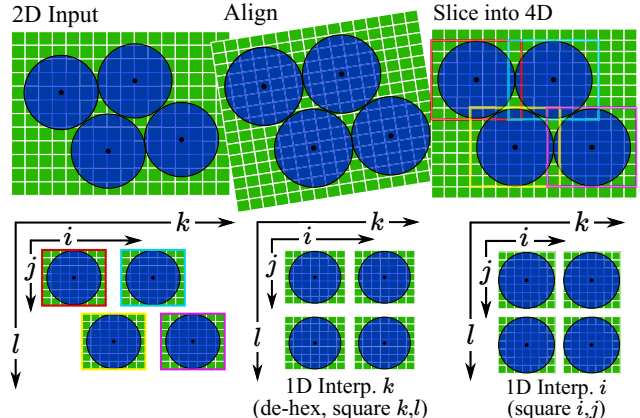 2D Input
Align
Slice into 4D
k
i
j
l
k
i
j
l
1D Interp. k
(de-hex, square k,l)
k
i
j
l
1D Interp. i
(square i,j)